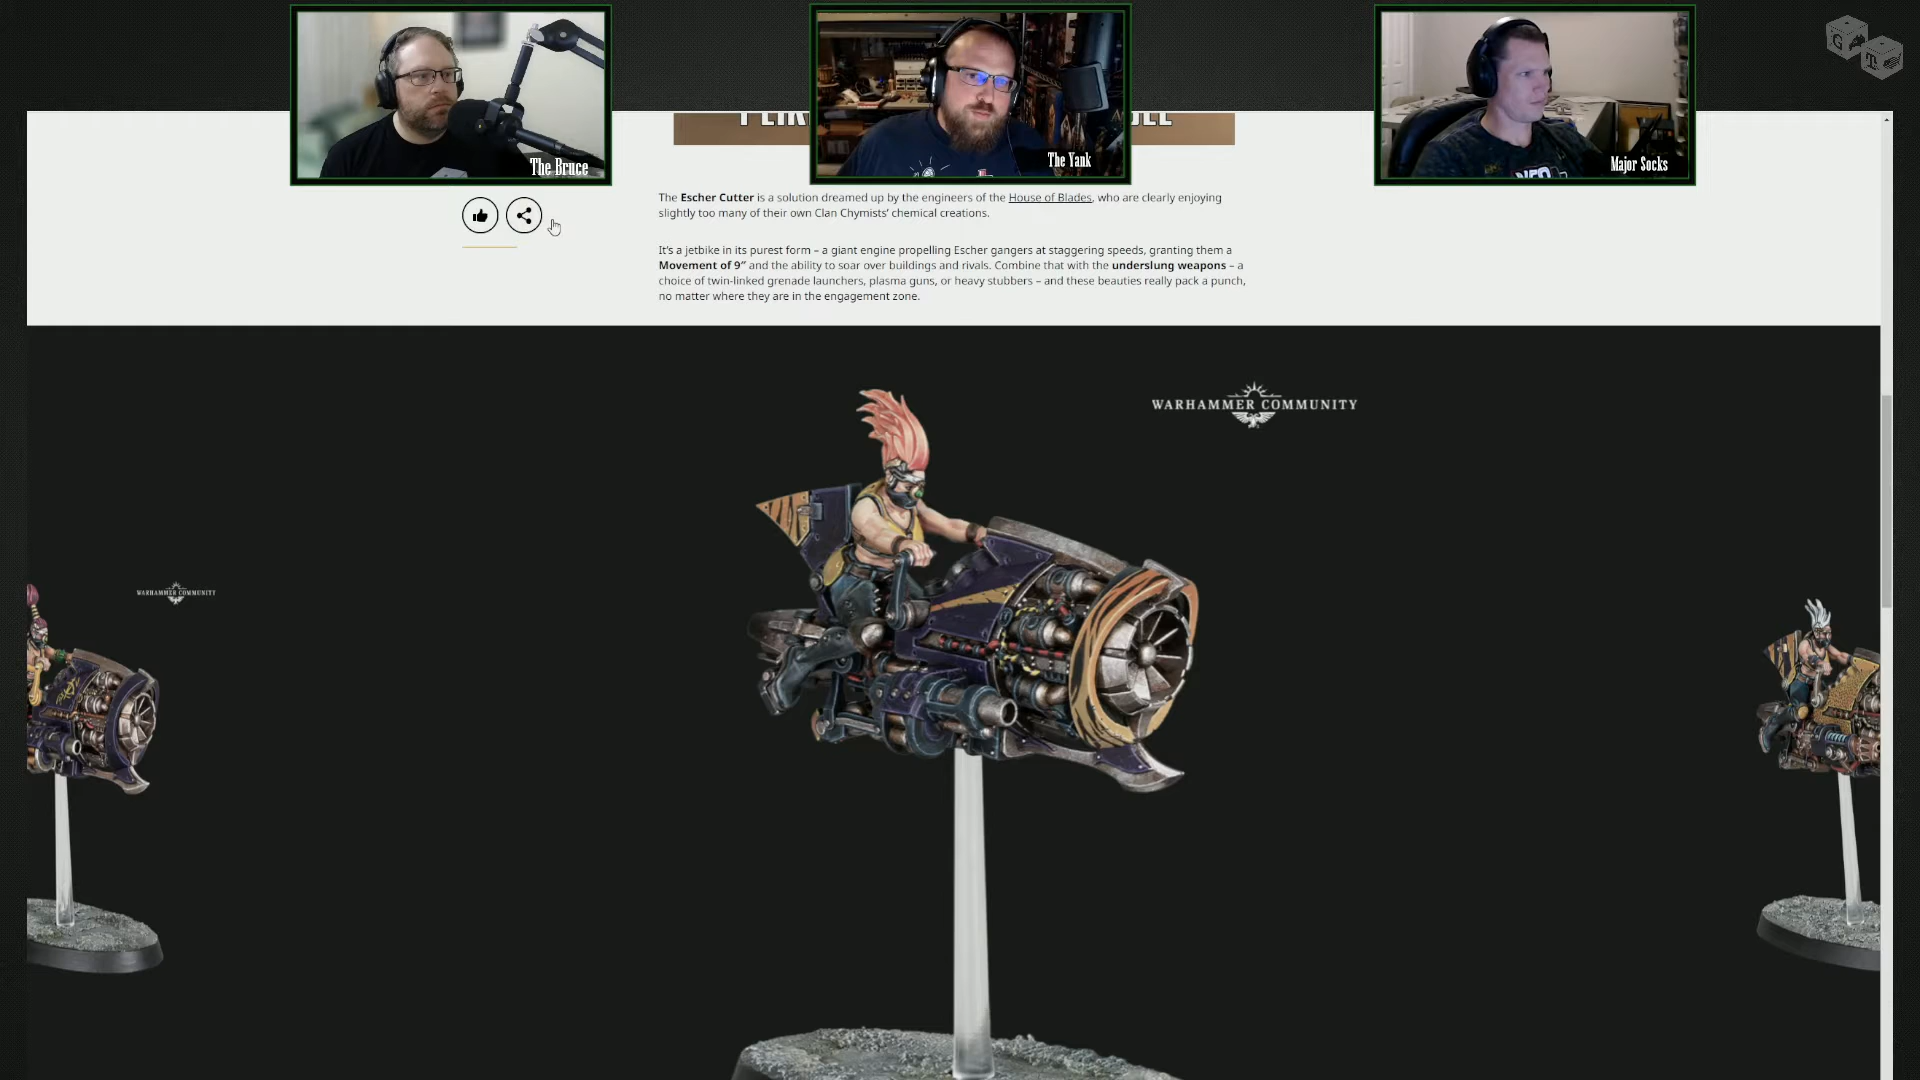 The Bruce
The Yank
Major Socks
The Escher Cutter is a solution dreamed up by the engineers of the House of Blades, who are clearly enjoying
slightly too many of their own Clan Chymists’ chemical creations.
It’s a jetbike in its purest form – a giant engine propelling Escher gangers at staggering speeds, granting them a
Movement of 9″ and the ability to soar over buildings and rivals. Combine that with the underslung weapons – a
choice of twin-linked grenade launchers, plasma guns, or heavy stubbers – and these beauties really pack a punch,
no matter where they are in the engagement zone.
WARHAMMER COMMUNITY
WARHAMMER COMMUNITY